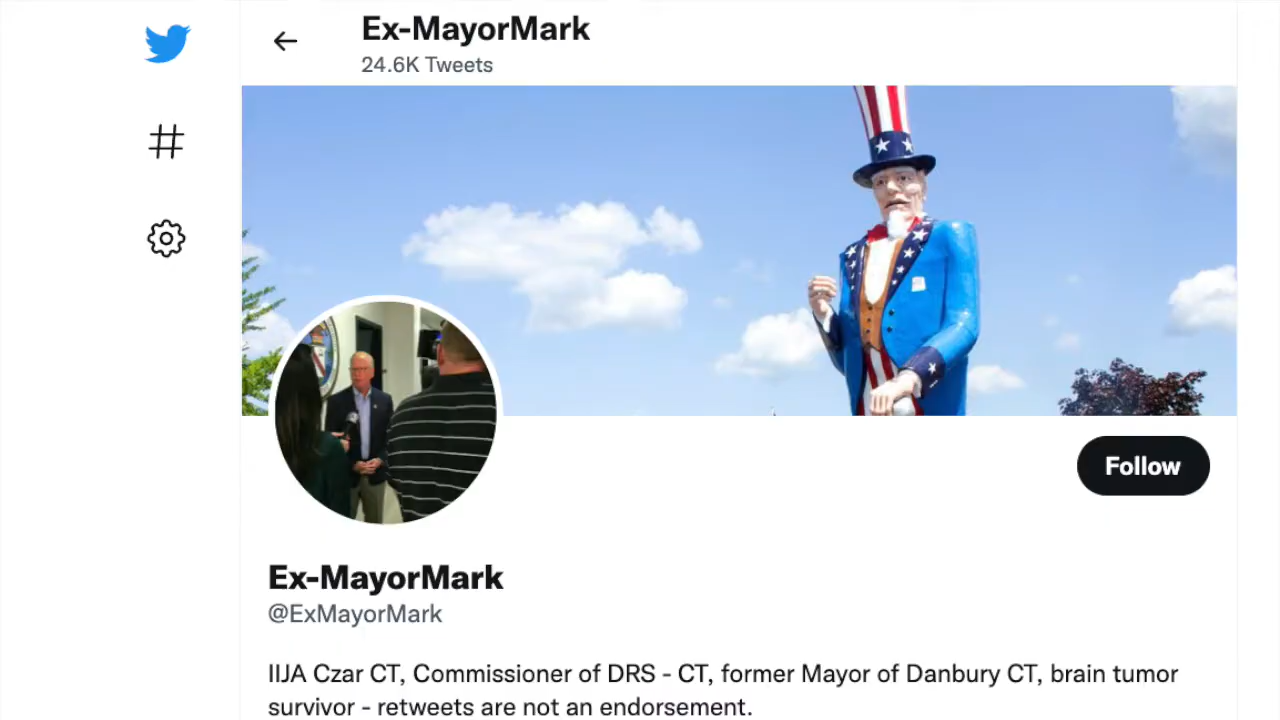 Ex-MayorMark
24.6K Tweets
Follow
Ex-MayorMark
@ExMayorMark
IIJA Czar CT, Commissioner of DRS - CT, former Mayor of Danbury CT, brain tumor
survivor - retweets are not an endorsement.